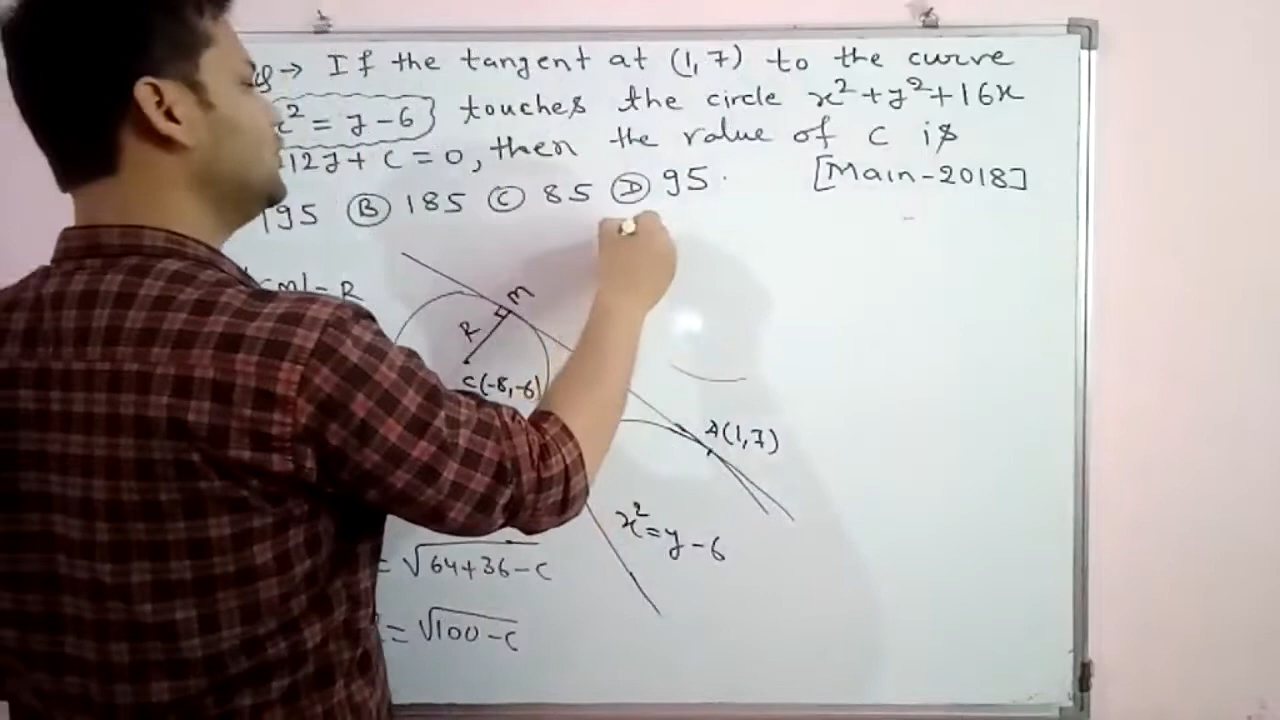 → If the tangent at (1,7) to the curve
x² = y - 6 touches the circle x² + y² + 16x
12y + C = 0, then the value of C is
195 Ⓑ 185 Ⓒ 85 Ⓓ 95. [Main-2018]
cm| = R
M
R
C(-8,-6)
A(1,7)
x² = y - 6
= √64+36-C
= √100-C